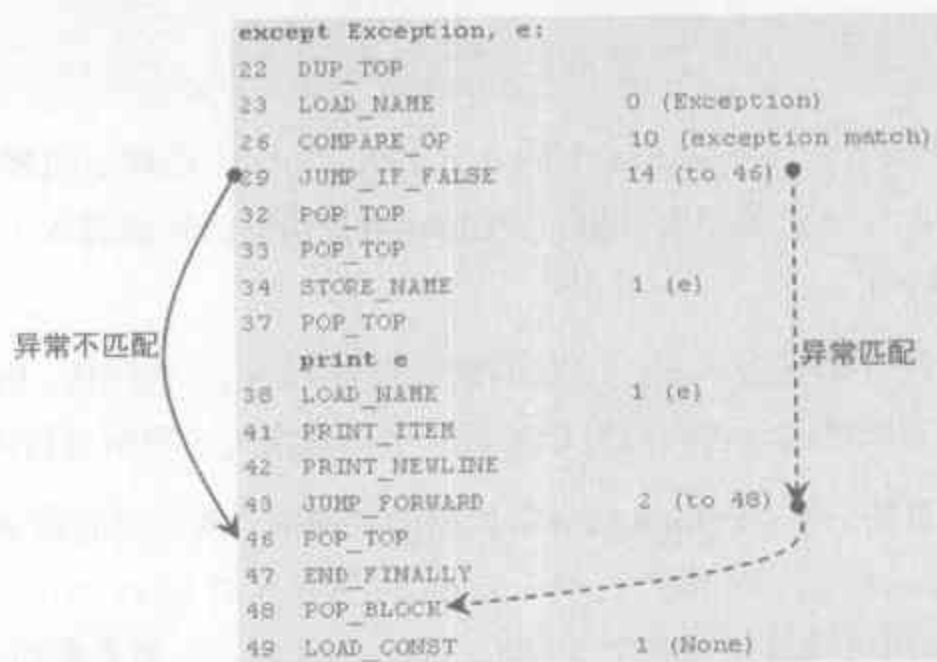 except Exception, e:
22 DUP_TOP
23 LOAD_NAME 0 (Exception)
26 COMPARE_OP 10 (exception match)
29 JUMP_IF_FALSE 14 (to 46)
32 POP_TOP
33 POP_TOP
34 STORE_NAME 1 (e)
37 POP_TOP
异常不匹配
异常匹配
print e
38 LOAD_NAME 1 (e)
41 PRINT_ITEM
42 PRINT_NEWLINE
43 JUMP_FORWARD 2 (to 48)
46 POP_TOP
47 END_FINALLY
48 POP_BLOCK
49 LOAD_CONST 1 (None)